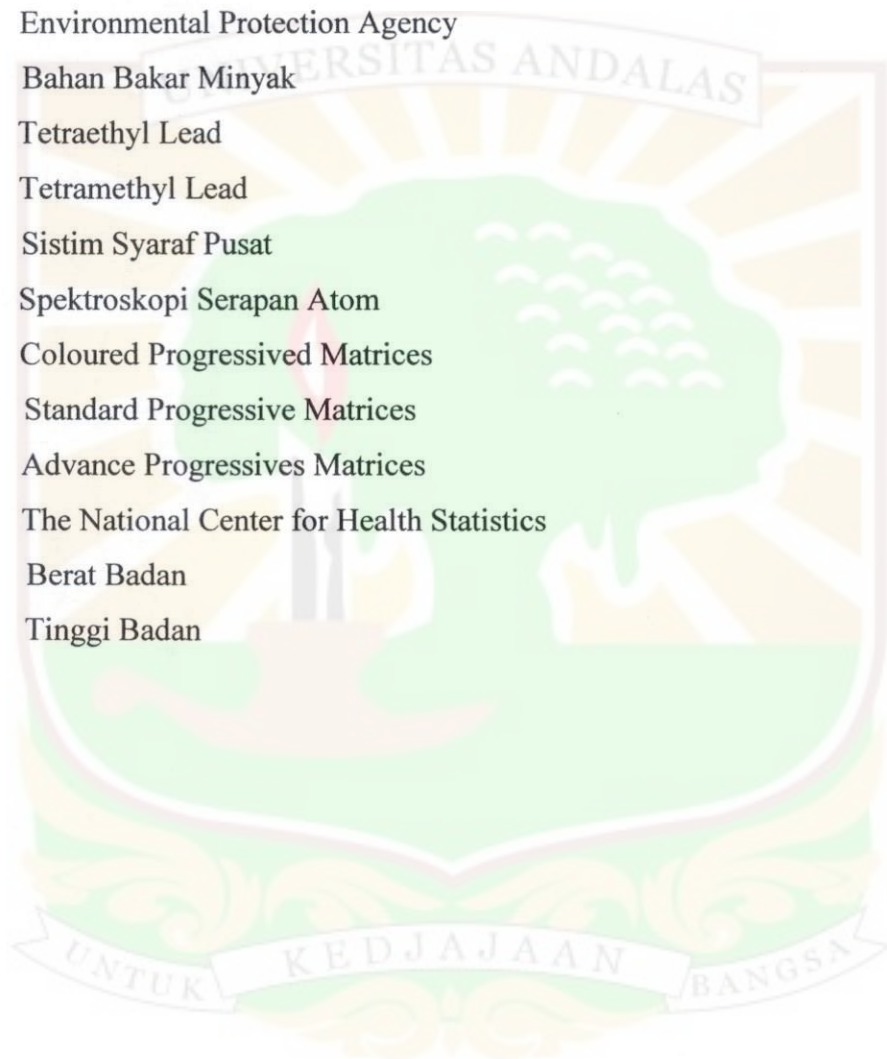 Environmental Protection Agency
UNIVERSITAS ANDALAS
Bahan Bakar Minyak
Tetraethyl Lead
Tetramethyl Lead
Sistim Syaraf Pusat
Spektroskopi Serapan Atom
Coloured Progressived Matrices
Standard Progressive Matrices
Advance Progressives Matrices
The National Center for Health Statistics
Berat Badan
Tinggi Badan
UNTUK KEDJAJAAN BANGSA